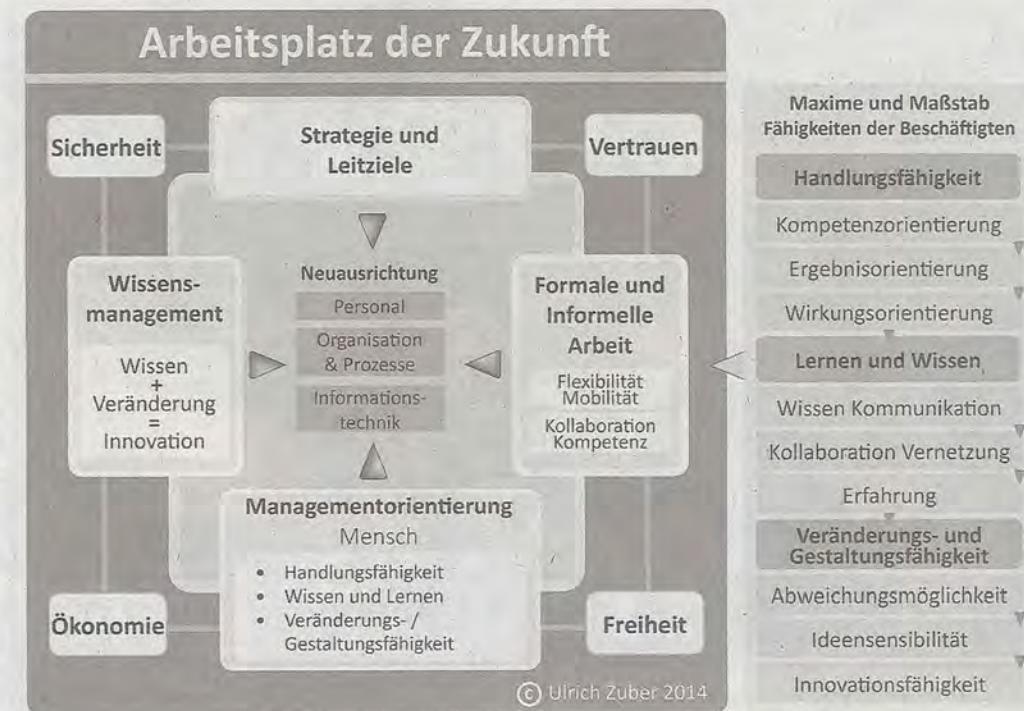 Arbeitsplatz der Zukunft
Sicherheit
Strategie und
Leitziele
Vertrauen
Wissens-
management
Wissen
+
Veränderung
=
Innovation
Neuausrichtung
Personal
Organisation
& Prozesse
Informations-
technik
Formale und
Informelle
Arbeit
Flexibilität
Mobilität
Kollaboration
Kompetenz
Managementorientierung
Mensch
• Handlungsfähigkeit
• Wissen und Lernen
• Veränderungs- /
Gestaltungsfähigkeit
Ökonomie
Freiheit
© Ulrich Zuber 2014
Maxime und Maßstab
Fähigkeiten der Beschäftigten
Handlungsfähigkeit
Kompetenzorientierung
Ergebnisorientierung
Wirkungsorientierung
Lernen und Wissen
Wissen Kommunikation
Kollaboration Vernetzung
Erfahrung
Veränderungs- und
Gestaltungsfähigkeit
Abweichungsmöglichkeit
Ideensensibilität
Innovationsfähigkeit